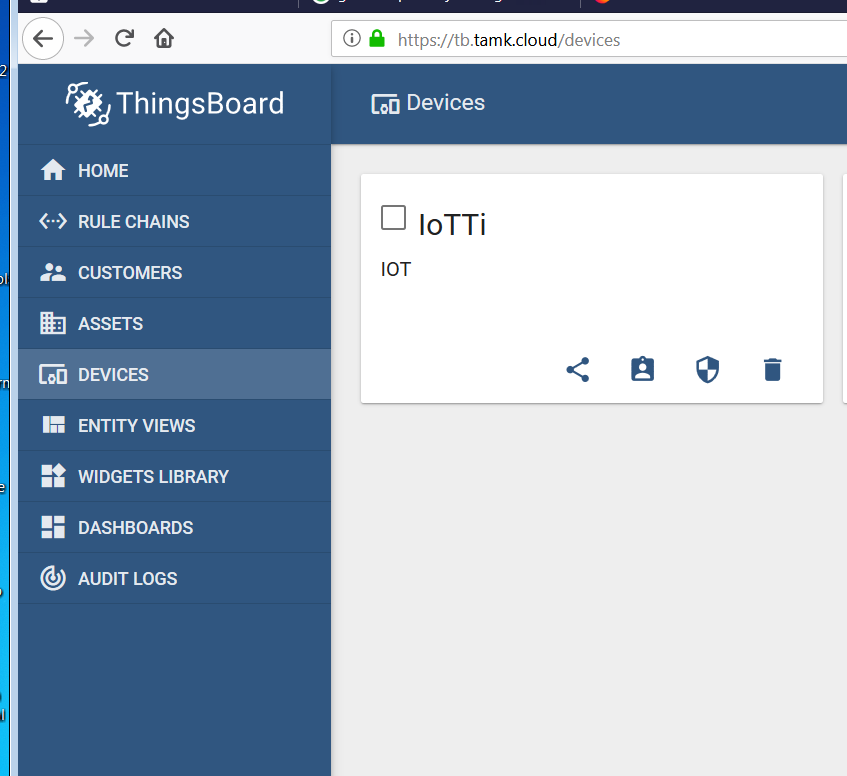 https://tb.tamk.cloud/devices
ThingsBoard
Devices
HOME
RULE CHAINS
CUSTOMERS
ASSETS
DEVICES
ENTITY VIEWS
WIDGETS LIBRARY
DASHBOARDS
AUDIT LOGS
IoTTi
IOT